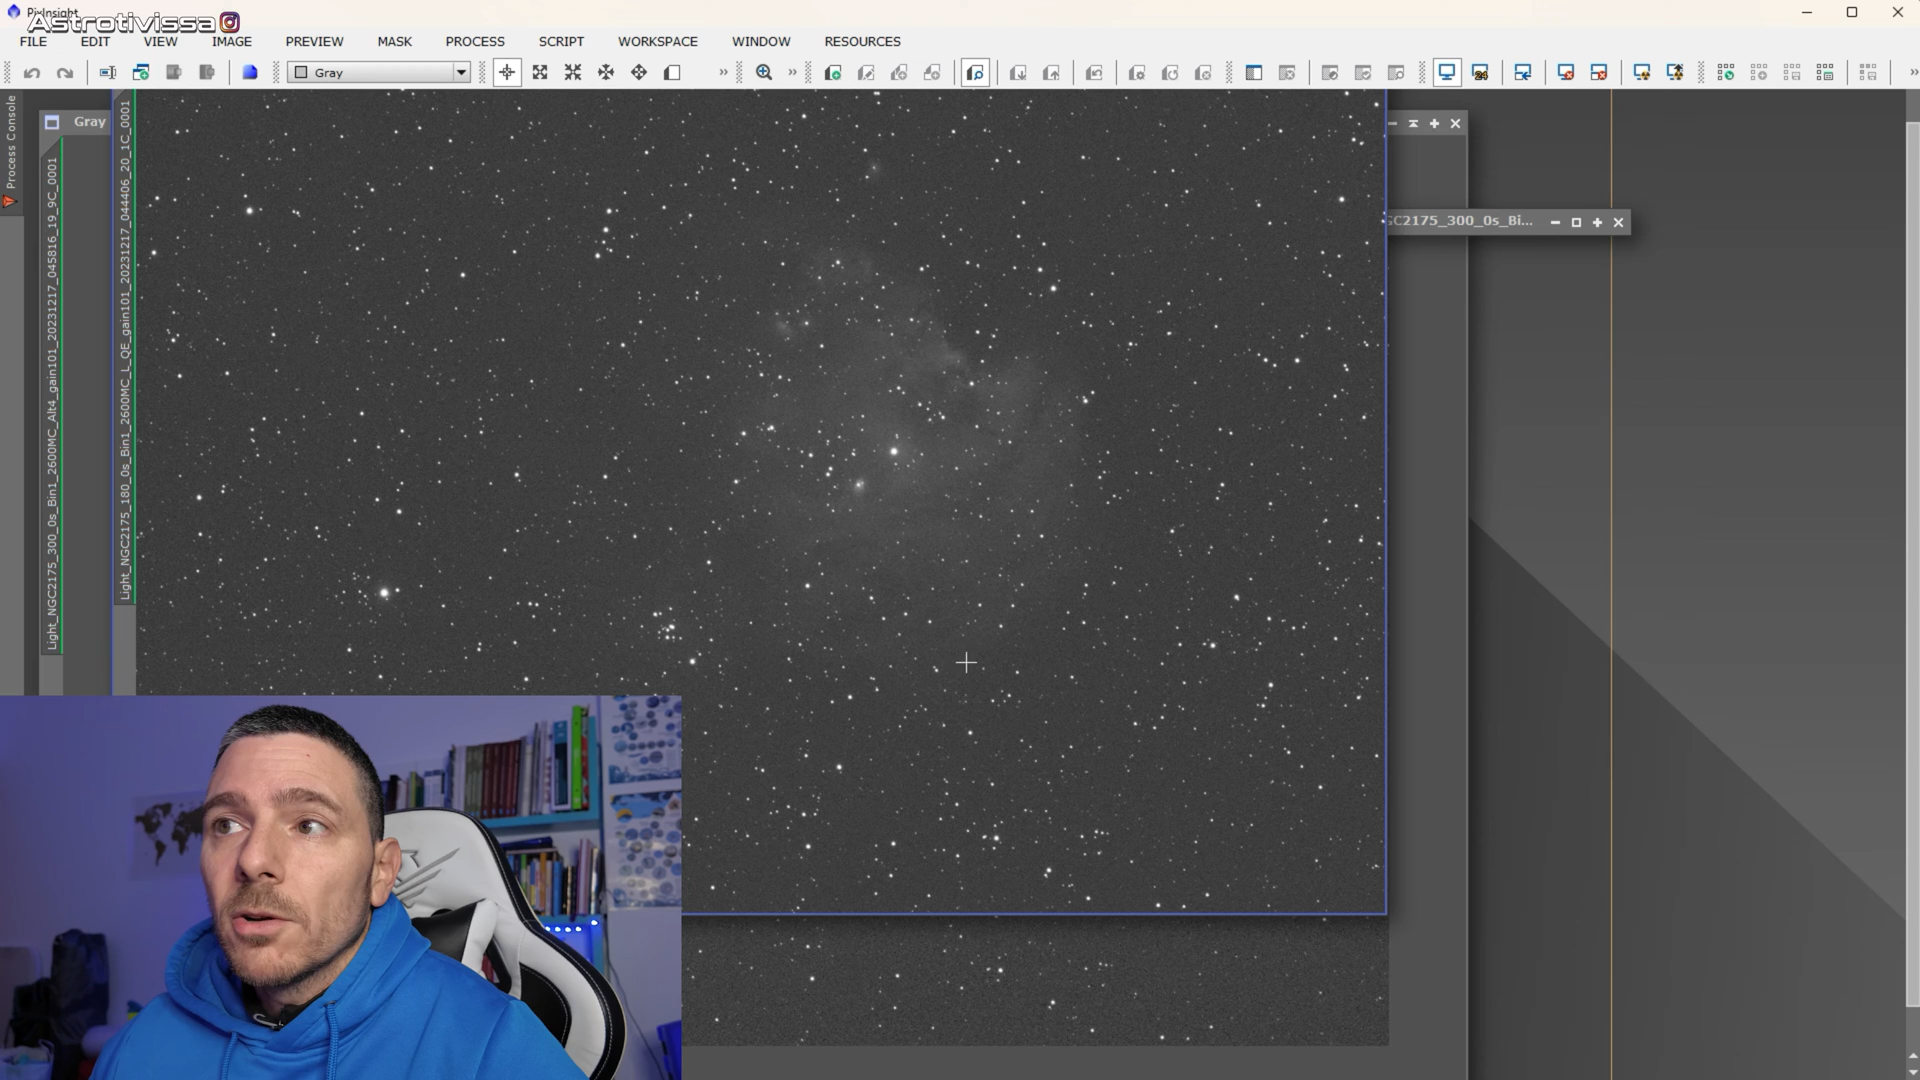 PixInsight
Astrotivissa
FILE EDIT VIEW IMAGE PREVIEW MASK PROCESS SCRIPT WORKSPACE WINDOW RESOURCES
Gray
24
Process Console
Gray
Light_NGC2175_300_0s_Bin1_2600MC_Alt4_gain101_20231217_045816_19_9C_0001
Light_NGC2175_180_0s_Bin1_2600MC_L_QE_gain101_20231217_044406_20_1C_0001
GC2175_300_0s_Bi...